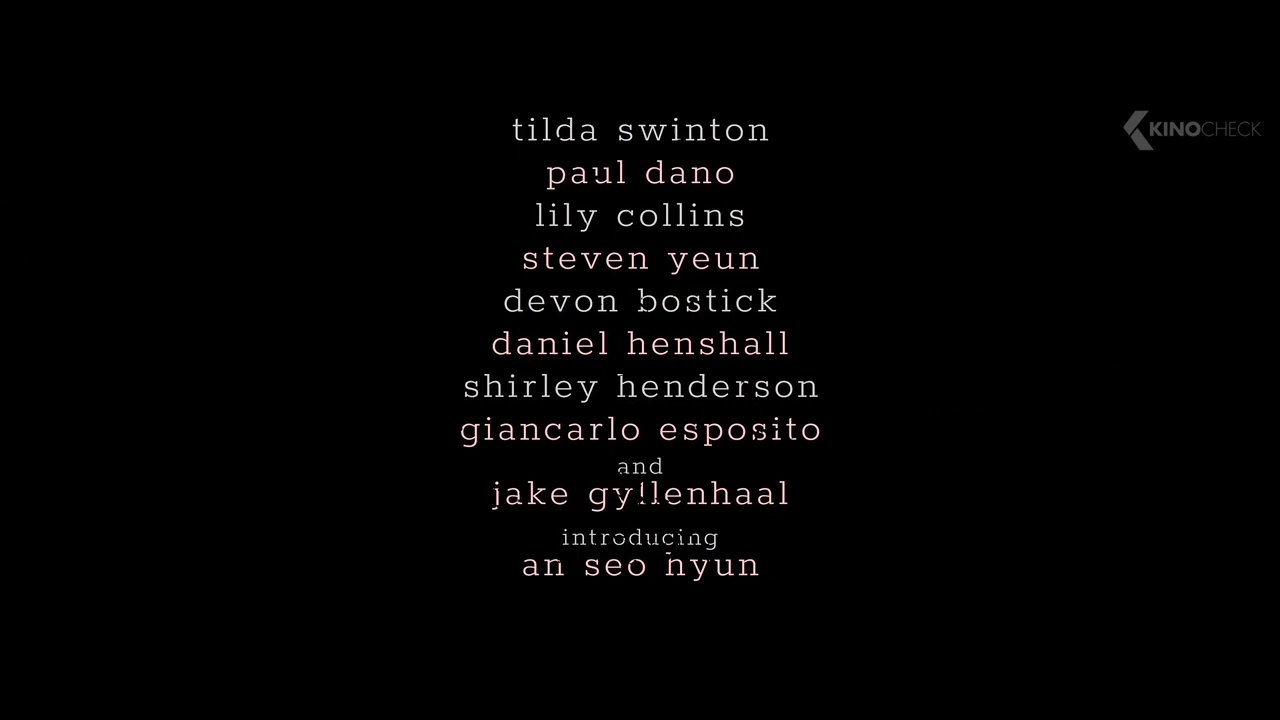 tilda swinton
KINOCHECK
paul dano
lily collins
steven yeun
devon bostick
daniel henshall
shirley henderson
giancarlo esposito
and
jake gyllenhaal
introducing
an seo hyun